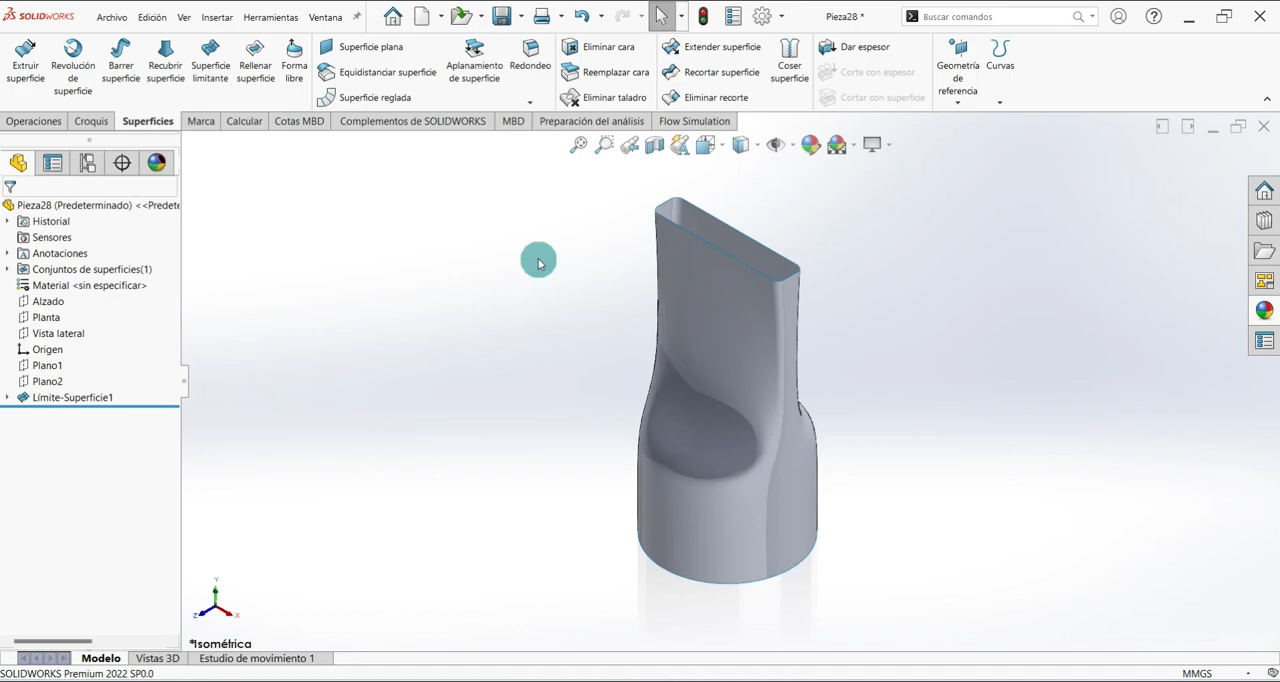 SOLIDWORKS
Archivo Edición Ver Insertar Herramientas Ventana
Pieza28 *
Buscar comandos
Extruir superficie
Revolución de superficie
Barrer superficie
Recubrir superficie
Superficie limitante
Rellenar superficie
Forma libre
Superficie plana
Equidistanciar superficie
Superficie reglada
Aplanamiento de superficie
Redondeo
Eliminar cara
Reemplazar cara
Eliminar taladro
Extender superficie
Recortar superficie
Eliminar recorte
Coser superficie
Dar espesor
Corte con espesor
Cortar con superficie
Geometría de referencia
Curvas
Operaciones Croquis Superficies Marca Calcular Cotas MBD Complementos de SOLIDWORKS MBD Preparación del análisis Flow Simulation
Pieza28 (Predeterminado) <<Predete
Historial
Sensores
Anotaciones
Conjuntos de superficies(1)
Material <sin especificar>
Alzado
Planta
Vista lateral
Origen
Plano1
Plano2
Límite-Superficie1
Y
Z
X
*Isométrica
Modelo Vistas 3D Estudio de movimiento 1
SOLIDWORKS Premium 2022 SP0.0
MMGS